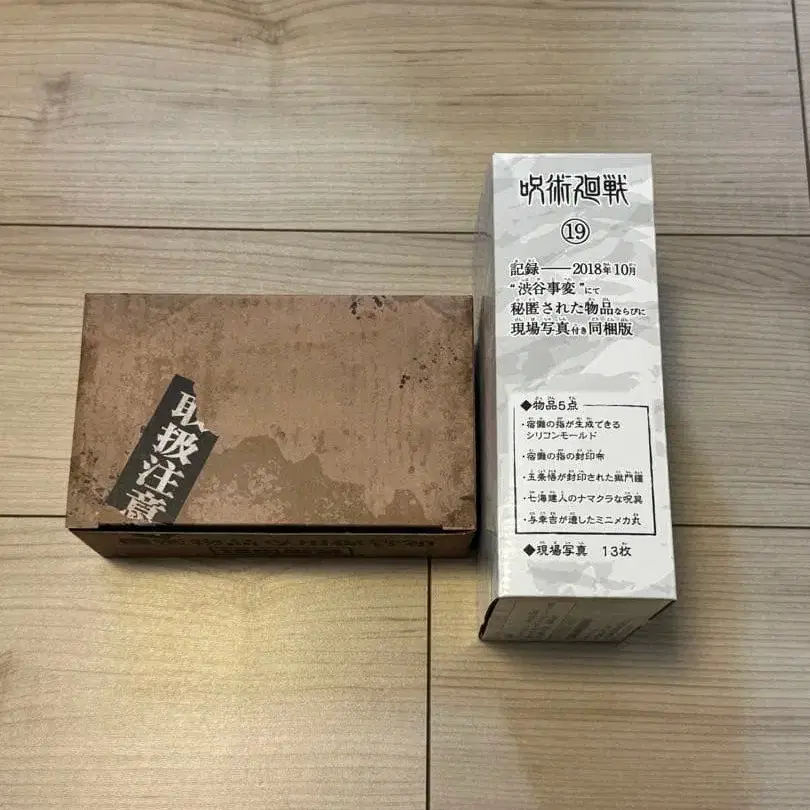 取扱注意
呪術廻戦
⑲
記録――2018年10月
“渋谷事変”にて
秘匿された物品ならびに
現場写真付き同梱版
◆物品5点
・宿儺の指が生成できる
シリコンモールド
・宿儺の指の封印布
・五条悟が封印された獄門疆
・七海建人のナマクラな呪具
・与幸吉が遺したミニメカ丸
◆現場写真 13枚